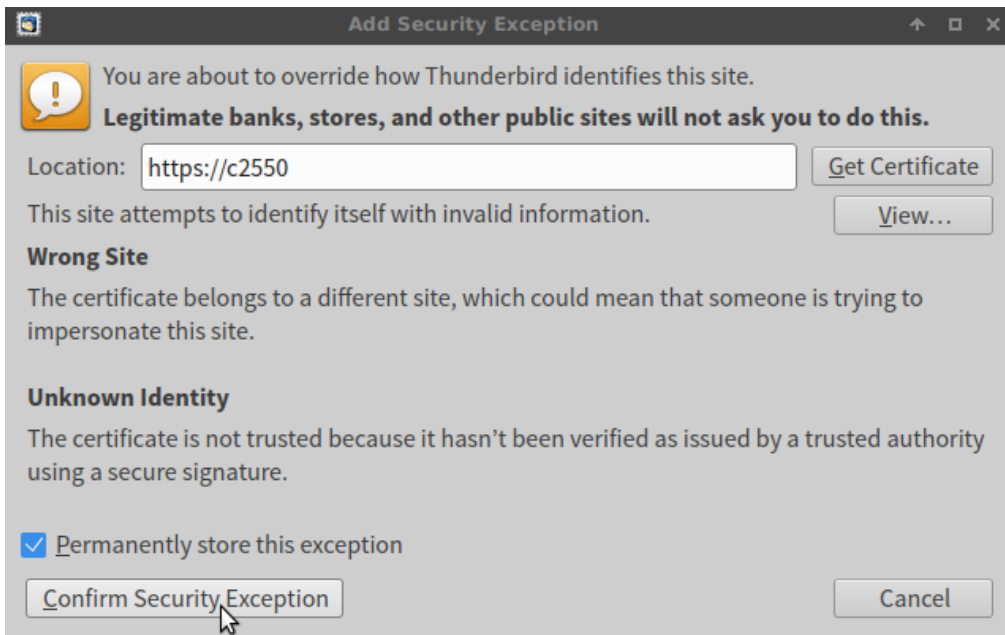 Add Security Exception
You are about to override how Thunderbird identifies this site.
Legitimate banks, stores, and other public sites will not ask you to do this.
Location: https://c2550 Get Certificate
This site attempts to identify itself with invalid information. View…
Wrong Site
The certificate belongs to a different site, which could mean that someone is trying to
impersonate this site.
Unknown Identity
The certificate is not trusted because it hasn’t been verified as issued by a trusted authority
using a secure signature.
Permanently store this exception
Confirm Security Exception Cancel